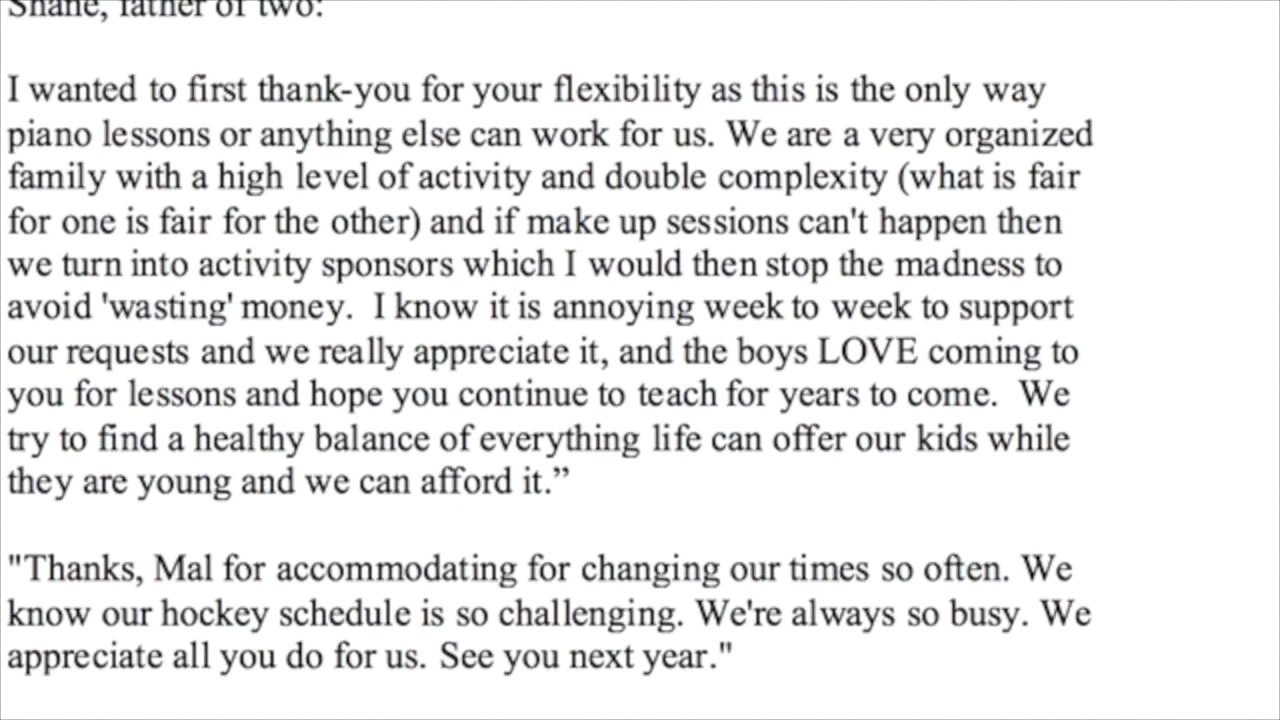 Shane, father of two:
I wanted to first thank-you for your flexibility as this is the only way
piano lessons or anything else can work for us. We are a very organized
family with a high level of activity and double complexity (what is fair
for one is fair for the other) and if make up sessions can't happen then
we turn into activity sponsors which I would then stop the madness to
avoid 'wasting' money.  I know it is annoying week to week to support
our requests and we really appreciate it, and the boys LOVE coming to
you for lessons and hope you continue to teach for years to come.  We
try to find a healthy balance of everything life can offer our kids while
they are young and we can afford it.”
"Thanks, Mal for accommodating for changing our times so often. We
know our hockey schedule is so challenging. We're always so busy. We
appreciate all you do for us. See you next year."